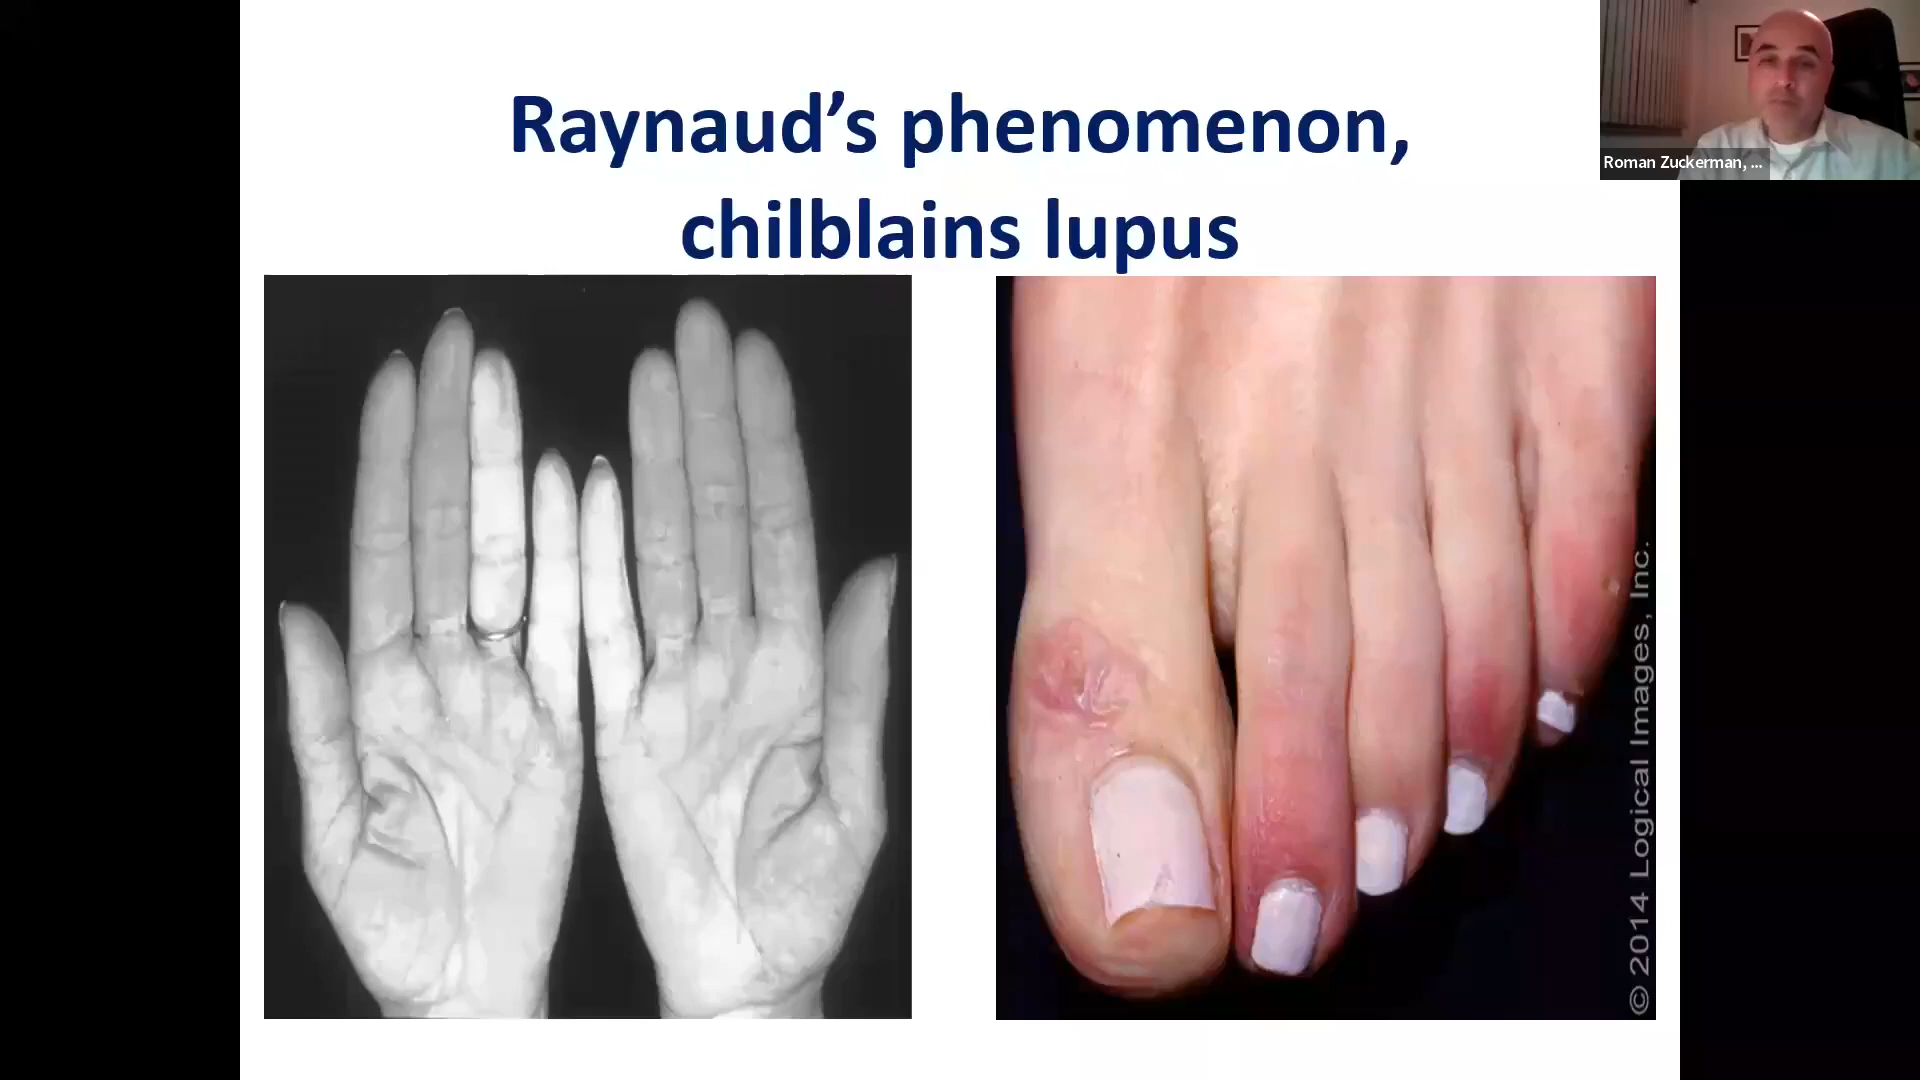 Raynaud’s phenomenon,
chilblains lupus
Roman Zuckerman, ...
© 2014 Logical Images, Inc.